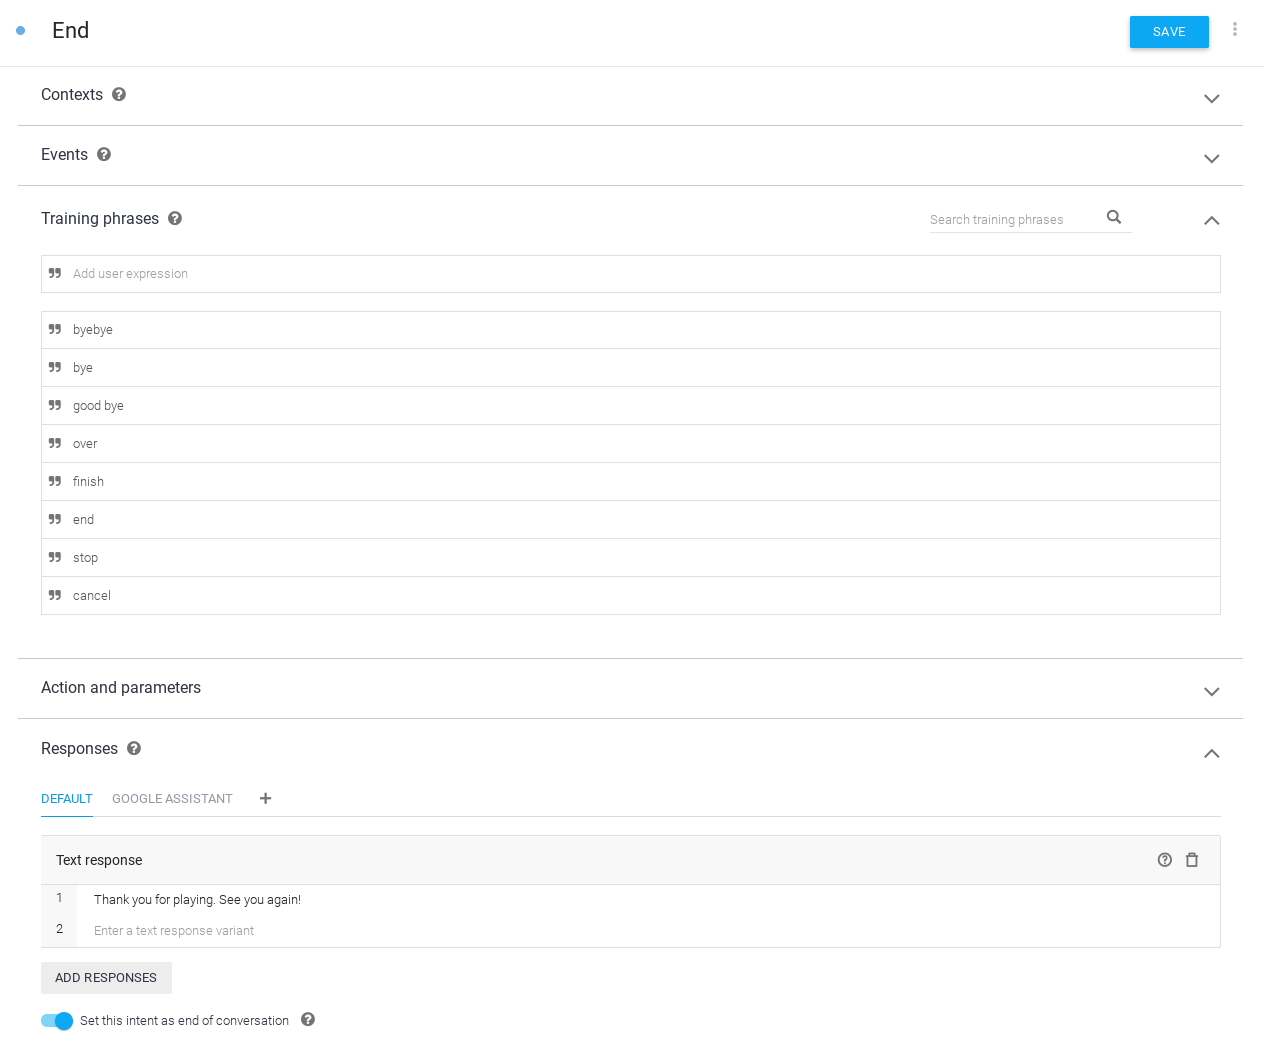 End
SAVE
Contexts
Events
Training phrases
Search training phrases
Add user expression
byebye
bye
good bye
over
finish
end
stop
cancel
Action and parameters
Responses
DEFAULT GOOGLE ASSISTANT
Text response
1 Thank you for playing. See you again!
2 Enter a text response variant
ADD RESPONSES
Set this intent as end of conversation